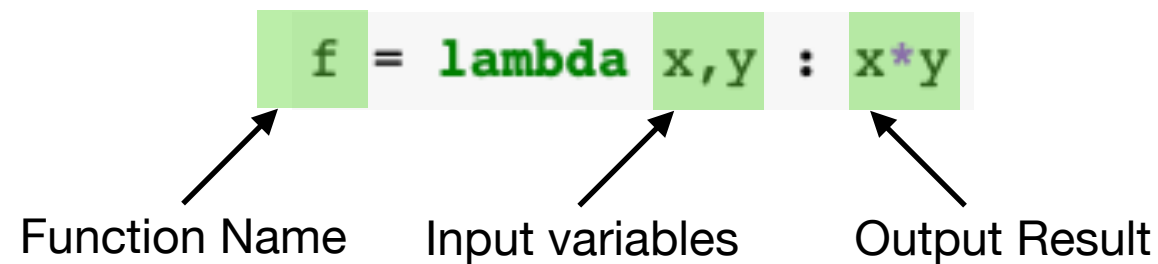 f = lambda x,y : x*y
Function Name
Input variables
Output Result